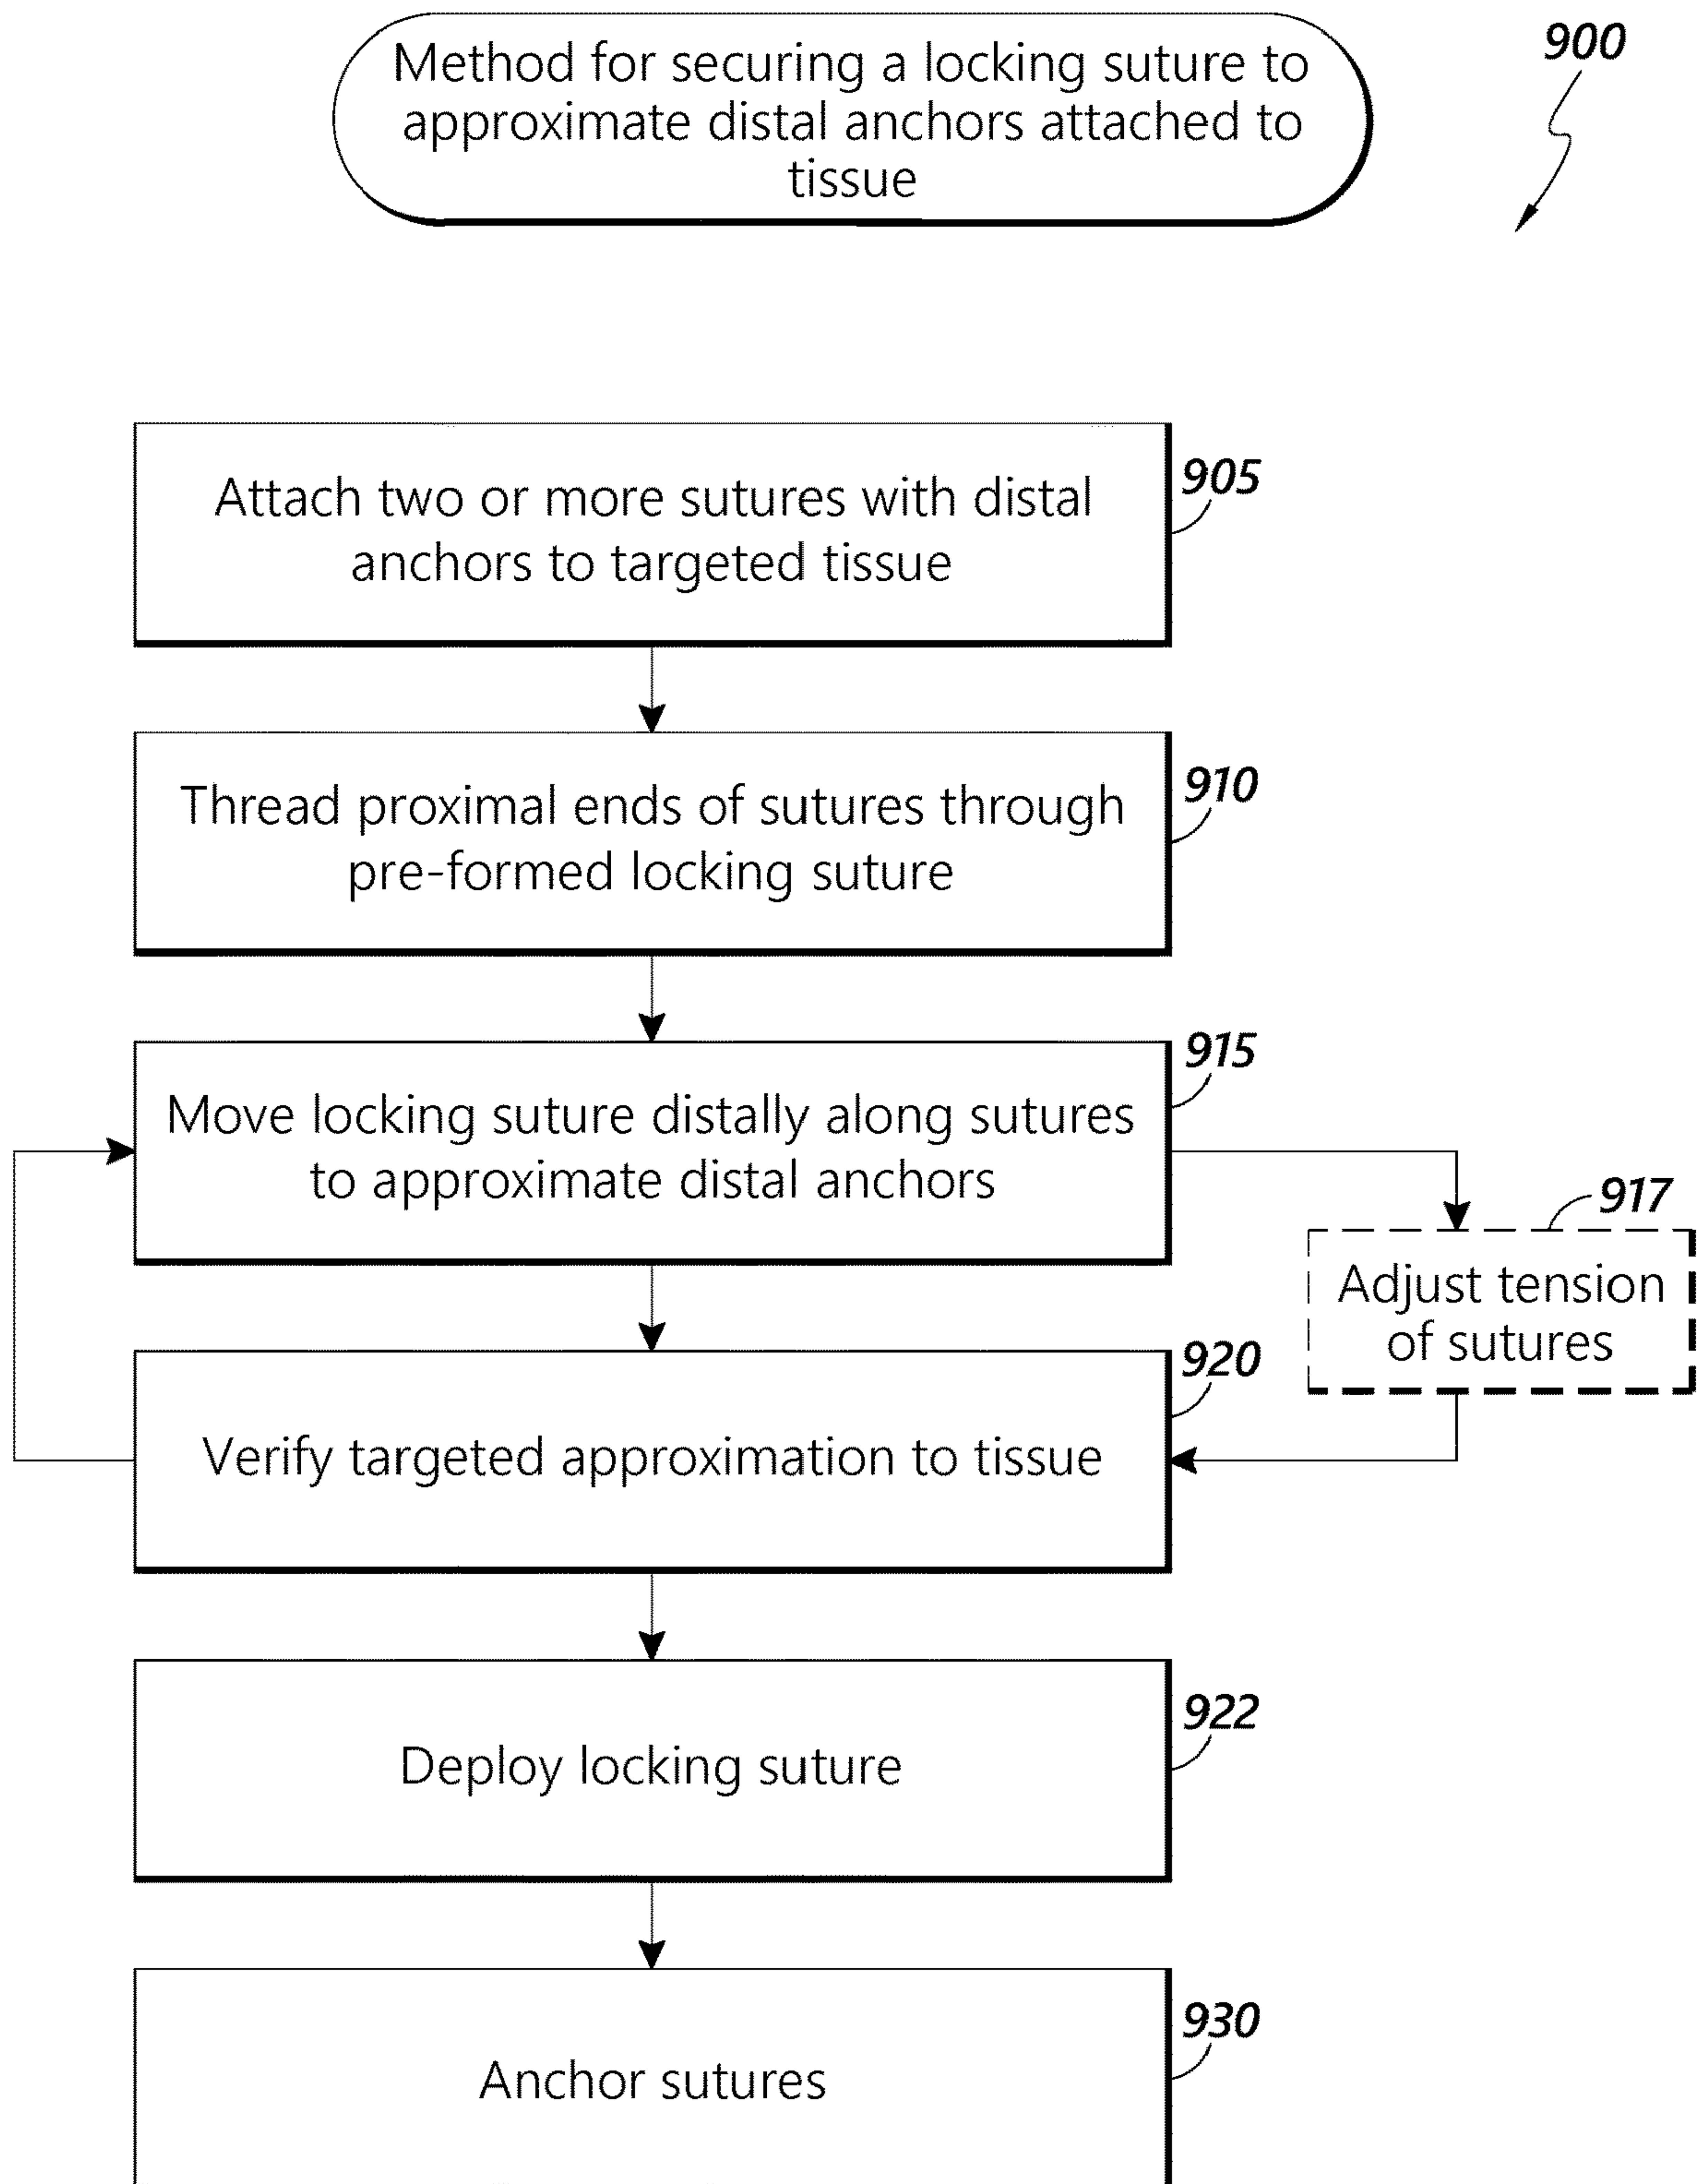 Method for securing a locking suture to
approximate distal anchors attached to
tissue
900
Attach two or more sutures with distal
anchors to targeted tissue
905
Thread proximal ends of sutures through
pre-formed locking suture
910
Move locking suture distally along sutures
to approximate distal anchors
915
917
Adjust tension
of sutures
Verify targeted approximation to tissue
920
Deploy locking suture
922
Anchor sutures
930